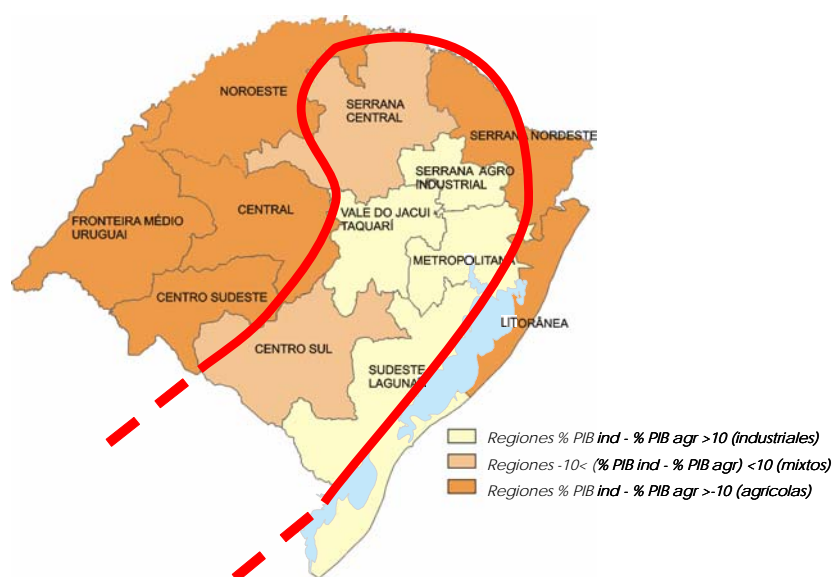 NOROESTE
SERRANA
CENTRAL
SERRANA NORDESTE
SERRANA AGRO
INDUSTRIAL
CENTRAL
VALE DO JACUI -
TAQUARÍ
FRONTEIRA MÉDIO
URUGUAI
METROPOLITANA
CENTRO SUDESTE
LITORÂNEA
CENTRO SUL
SUDESTE
LAGUNAR
Regiones % PIB ind - % PIB agr >10 (industriales)
Regiones -10< (% PIB ind - % PIB agr) <10 (mixtos)
Regiones % PIB ind - % PIB agr >-10 (agrícolas)